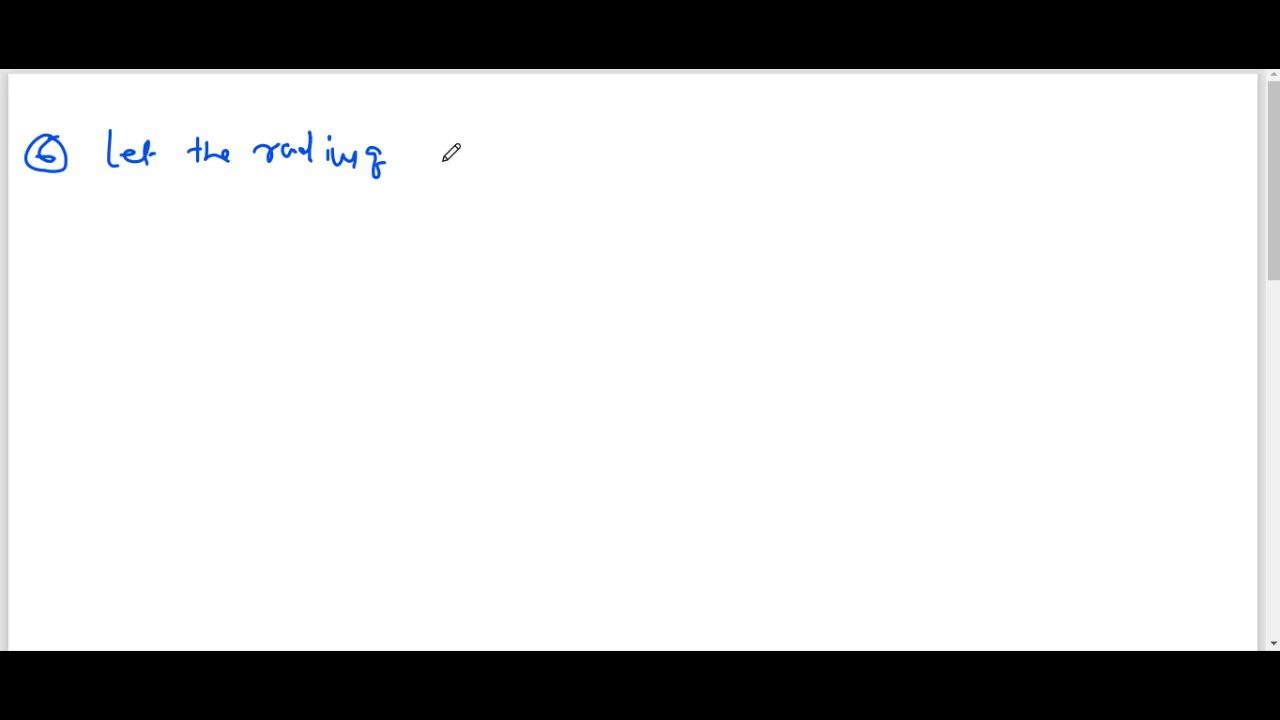 ⑥ Let the radius